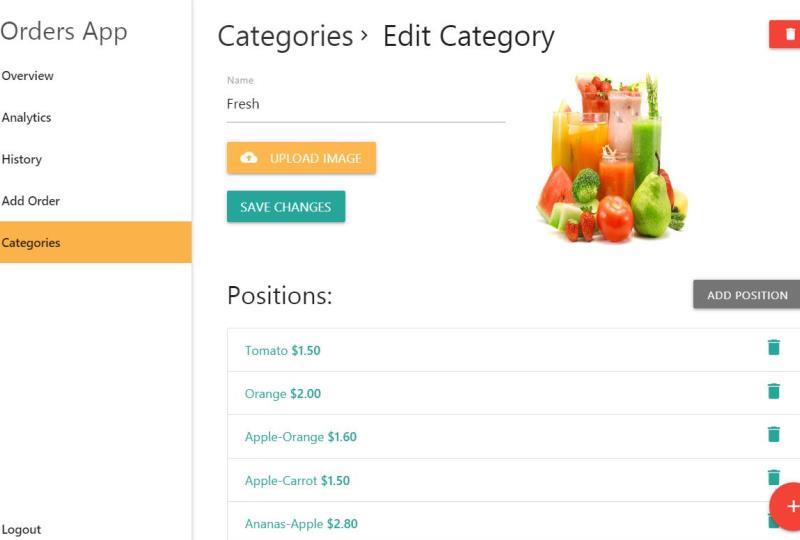 Orders App
Overview
Analytics
History
Add Order
Categories
Logout
Categories › Edit Category
Name
Fresh
UPLOAD IMAGE
SAVE CHANGES
Positions:
ADD POSITION
Tomato $1.50
Orange $2.00
Apple-Orange $1.60
Apple-Carrot $1.50
Ananas-Apple $2.80
+